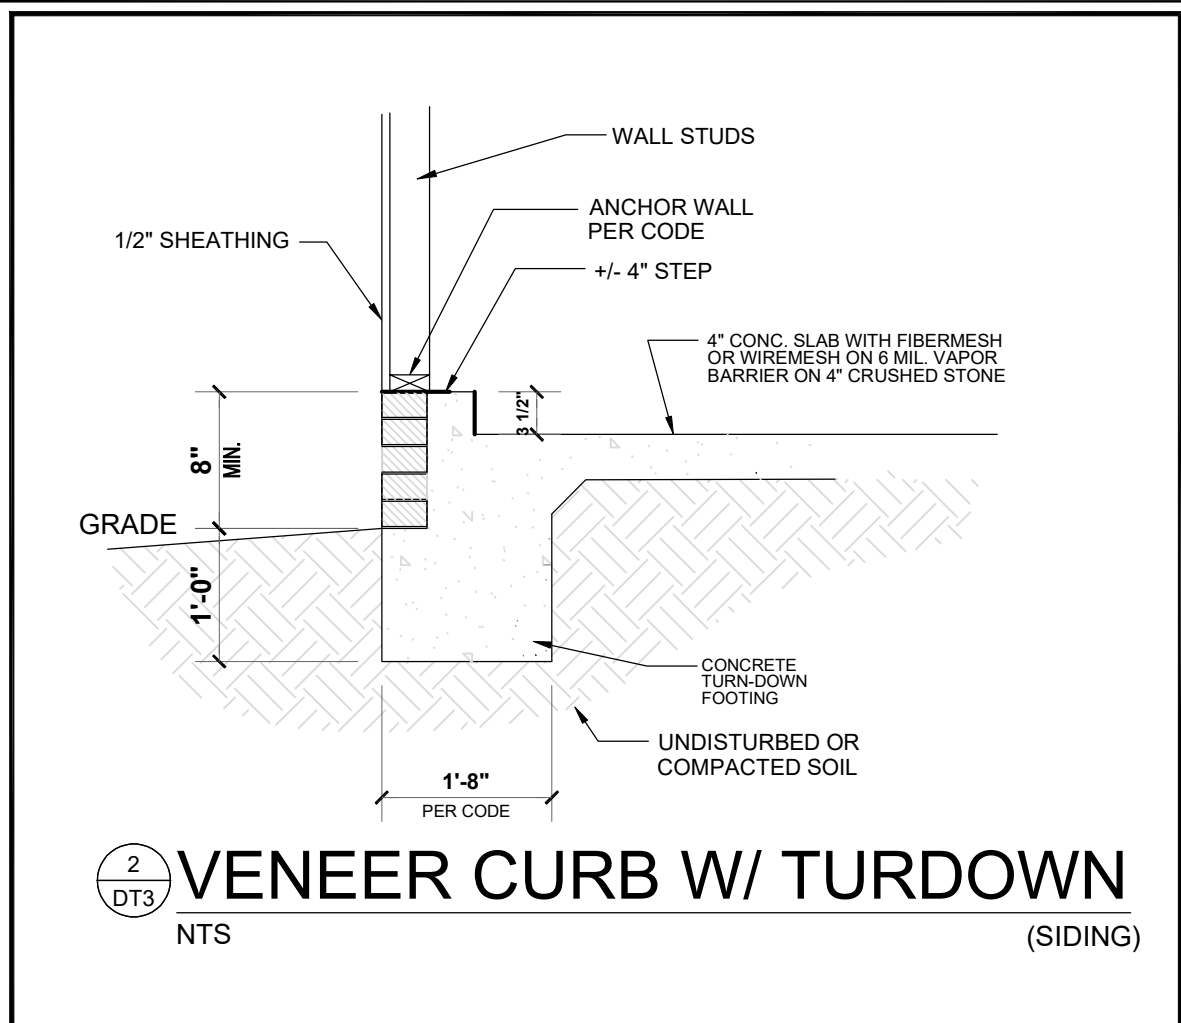 WALL STUDS
ANCHOR WALL
PER CODE
1/2" SHEATHING
+/- 4" STEP
4" CONC. SLAB WITH FIBERMESH
OR WIREMESH ON 6 MIL. VAPOR
BARRIER ON 4" CRUSHED STONE
3 1/2"
8"
MIN.
GRADE
1'-0"
CONCRETE
TURN-DOWN
FOOTING
UNDISTURBED OR
COMPACTED SOIL
1'-8"
PER CODE
2
DT3
VENEER CURB W/ TURDOWN
NTS
(SIDING)